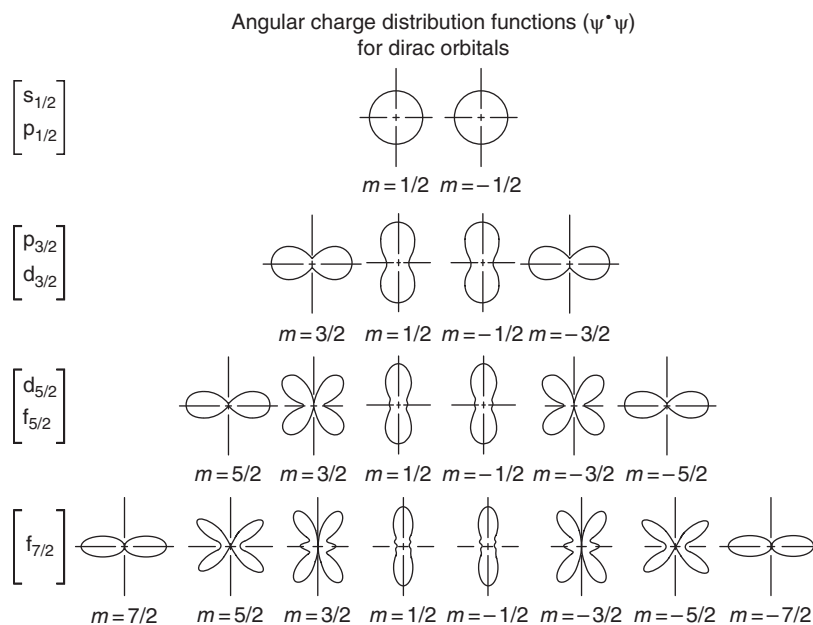 Angular charge distribution functions (ψ*ψ)
for dirac orbitals
s1/2
p1/2
m = 1/2 m = −1/2
p3/2
d3/2
m = 3/2 m = 1/2 m = −1/2 m = −3/2
d5/2
f5/2
m = 5/2 m = 3/2 m = 1/2 m = −1/2 m = −3/2 m = −5/2
f7/2
m = 7/2 m = 5/2 m = 3/2 m = 1/2 m = −1/2 m = −3/2 m = −5/2 m = −7/2